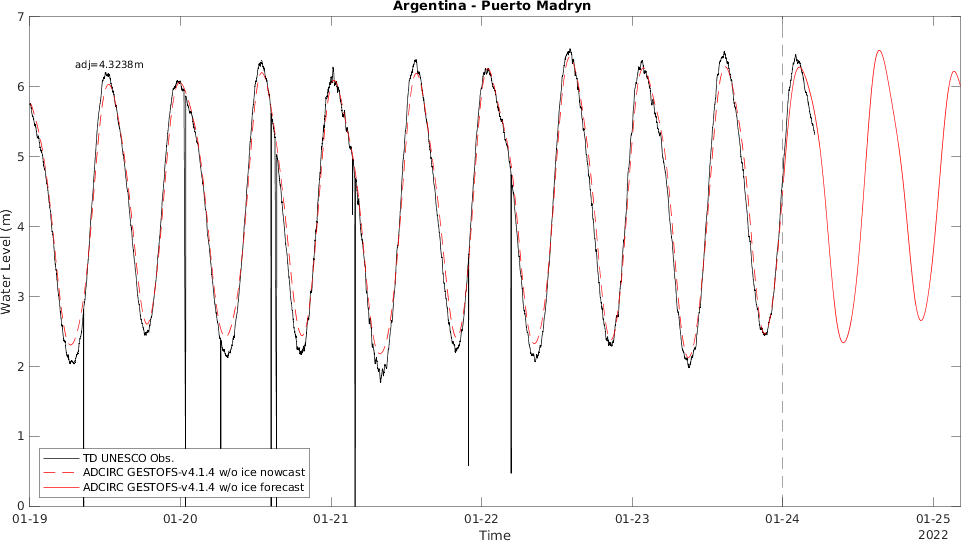 Argentina - Puerto Madryn
7
6
5
4
3
2
1
0
Water Level (m)
adj=4.3238m
TD UNESCO Obs.
ADCIRC GESTOFS-v4.1.4 w/o ice nowcast
ADCIRC GESTOFS-v4.1.4 w/o ice forecast
01-19 01-20 01-21 01-22 01-23 01-24 01-25
Time 2022